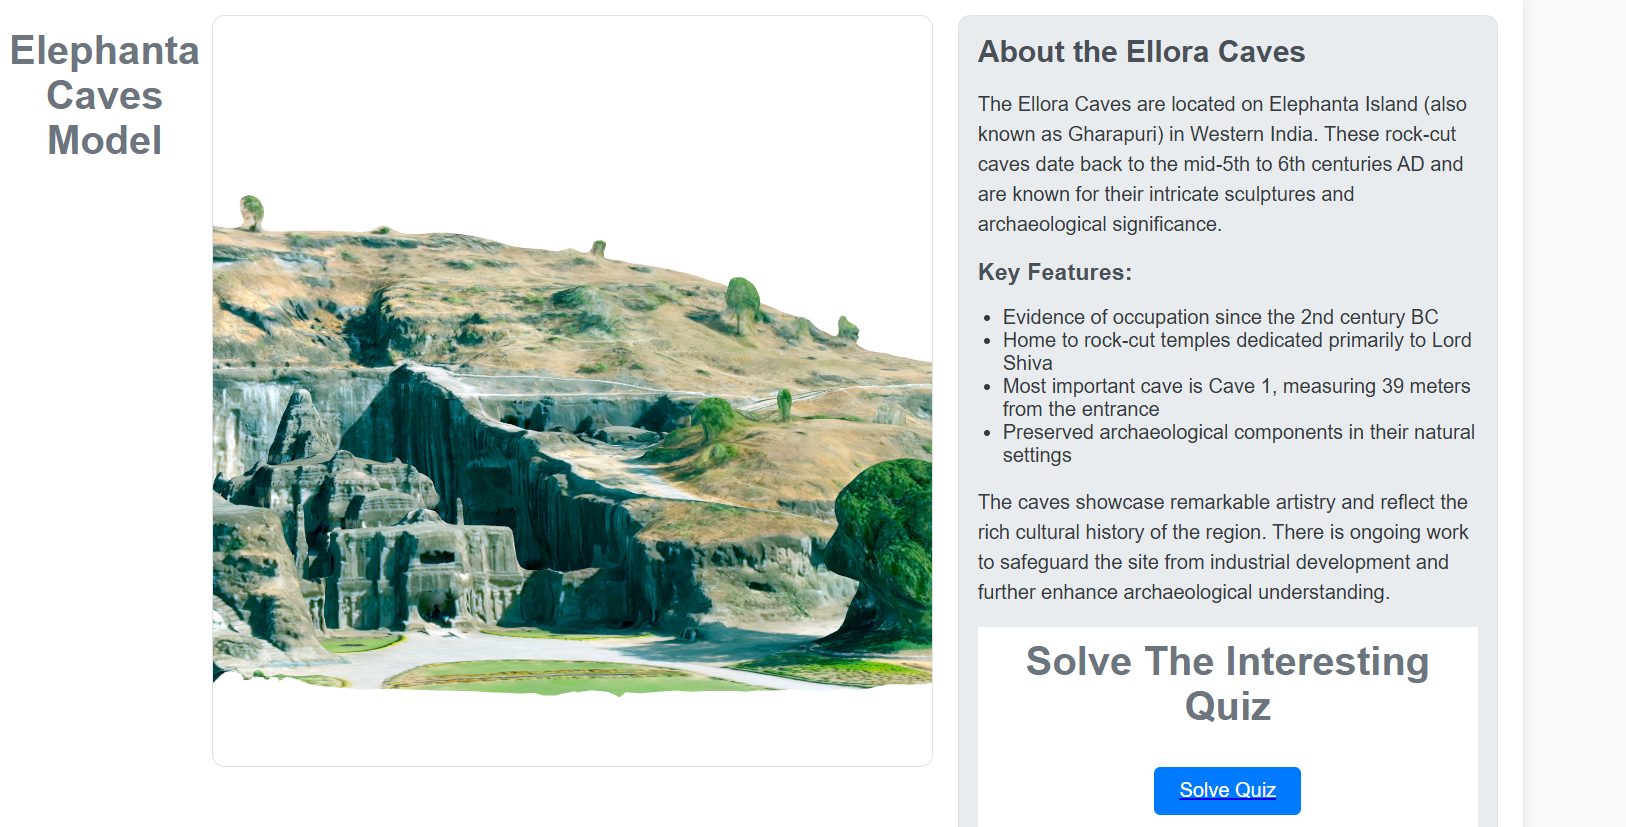 Elephanta
Caves
Model
About the Ellora Caves
The Ellora Caves are located on Elephanta Island (also
known as Gharapuri) in Western India. These rock-cut
caves date back to the mid-5th to 6th centuries AD and
are known for their intricate sculptures and
archaeological significance.
Key Features:
• Evidence of occupation since the 2nd century BC
• Home to rock-cut temples dedicated primarily to Lord
Shiva
• Most important cave is Cave 1, measuring 39 meters
from the entrance
• Preserved archaeological components in their natural
settings
The caves showcase remarkable artistry and reflect the
rich cultural history of the region. There is ongoing work
to safeguard the site from industrial development and
further enhance archaeological understanding.
Solve The Interesting
Quiz
Solve Quiz